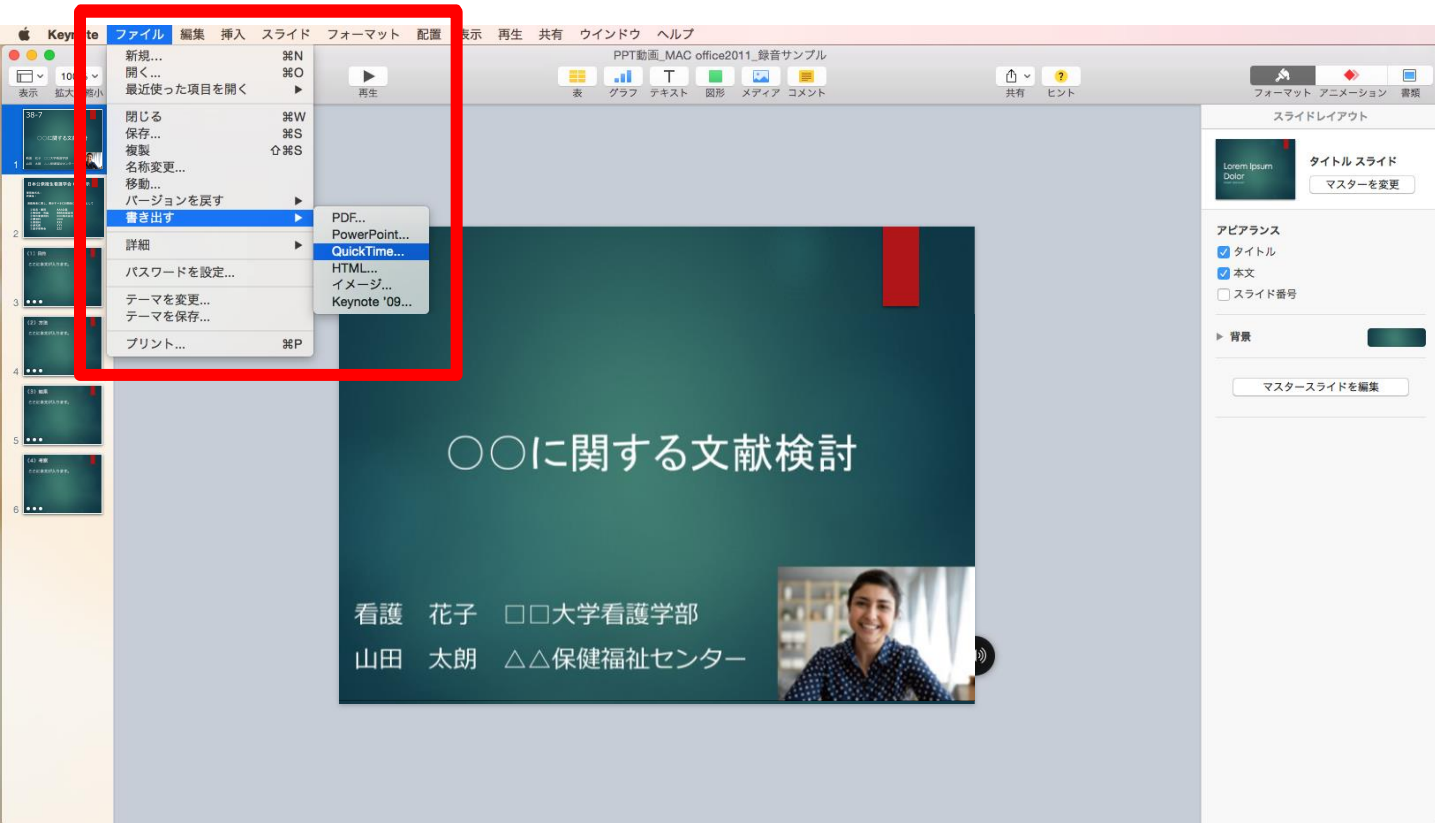 Keynote ファイル 編集 挿入 スライド フォーマット 配置 表示 再生 共有 ウインドウ ヘルプ
PPT動画_MAC office2011_録音サンプル
表示
再生
表 グラフ テキスト 図形 メディア コメント
共有 ヒント
フォーマット アニメーション 書類
新規... ⌘N
開く... ⌘O
最近使った項目を開く ▶
閉じる ⌘W
保存... ⌘S
複製 ⇧⌘S
名称変更...
移動...
バージョンを戻す ▶
書き出す ▶
詳細 ▶
パスワードを設定...
テーマを変更...
テーマを保存...
プリント... ⌘P
PDF...
PowerPoint...
QuickTime...
HTML...
イメージ...
Keynote '09...
38-7
1
2
3
4
5
6
○○に関する文献検討
看護 花子 □□大学看護学部
山田 太朗 △△保健福祉センター
スライドレイアウト
Lorem Ipsum
Dolor
タイトル スライド
マスターを変更
アピアランス
タイトル
本文
スライド番号
▶ 背景
マスタースライドを編集